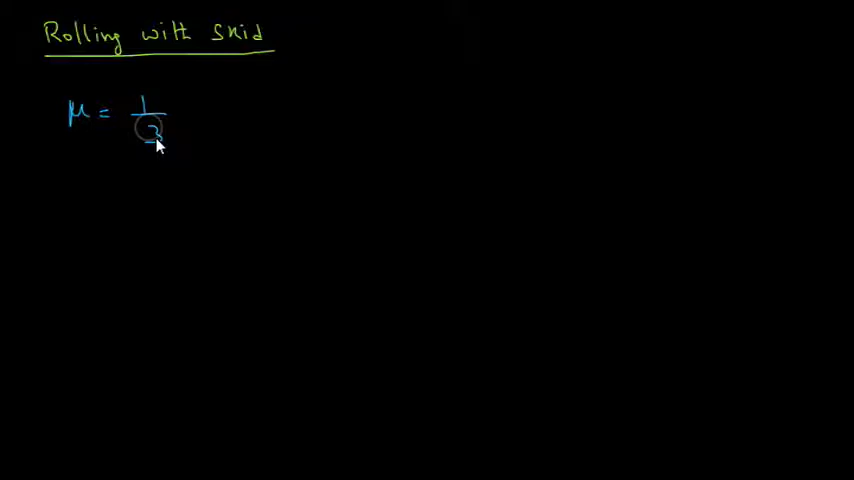 Rolling with skid
μ = 1/3